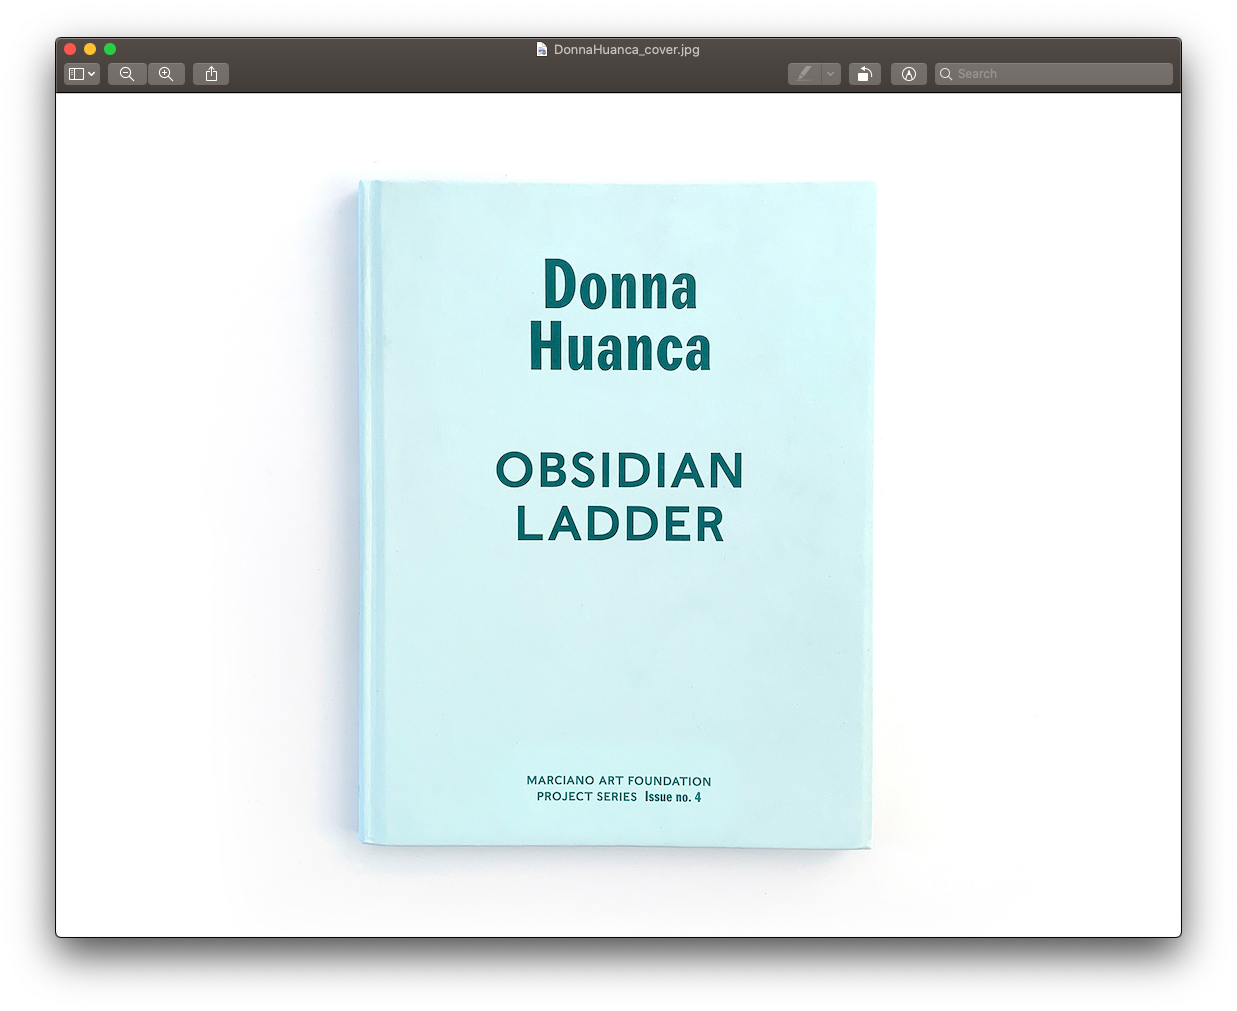 DonnaHuanca_cover.jpg
Search
Donna
Huanca
OBSIDIAN
LADDER
MARCIANO ART FOUNDATION
PROJECT SERIES Issue no. 4